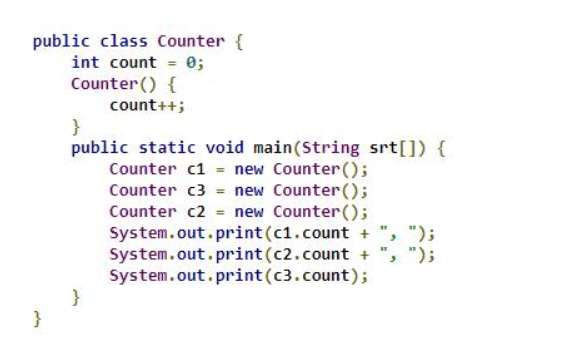 public class Counter {
    int count = 0;
    Counter() {
        count++;
    }
    public static void main(String srt[]) {
        Counter c1 = new Counter();
        Counter c3 = new Counter();
        Counter c2 = new Counter();
        System.out.print(c1.count + ", ");
        System.out.print(c2.count + ", ");
        System.out.print(c3.count);
    }
}